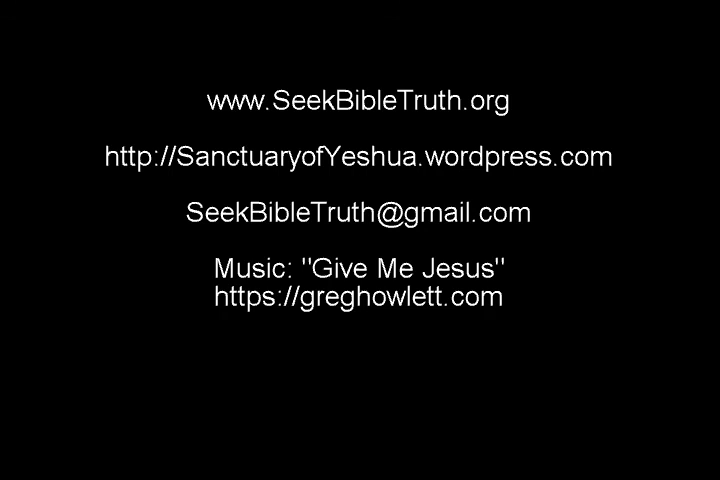 www.SeekBibleTruth.org
http://SanctuaryofYeshua.wordpress.com
SeekBibleTruth@gmail.com
Music: "Give Me Jesus"
https://greghowlett.com